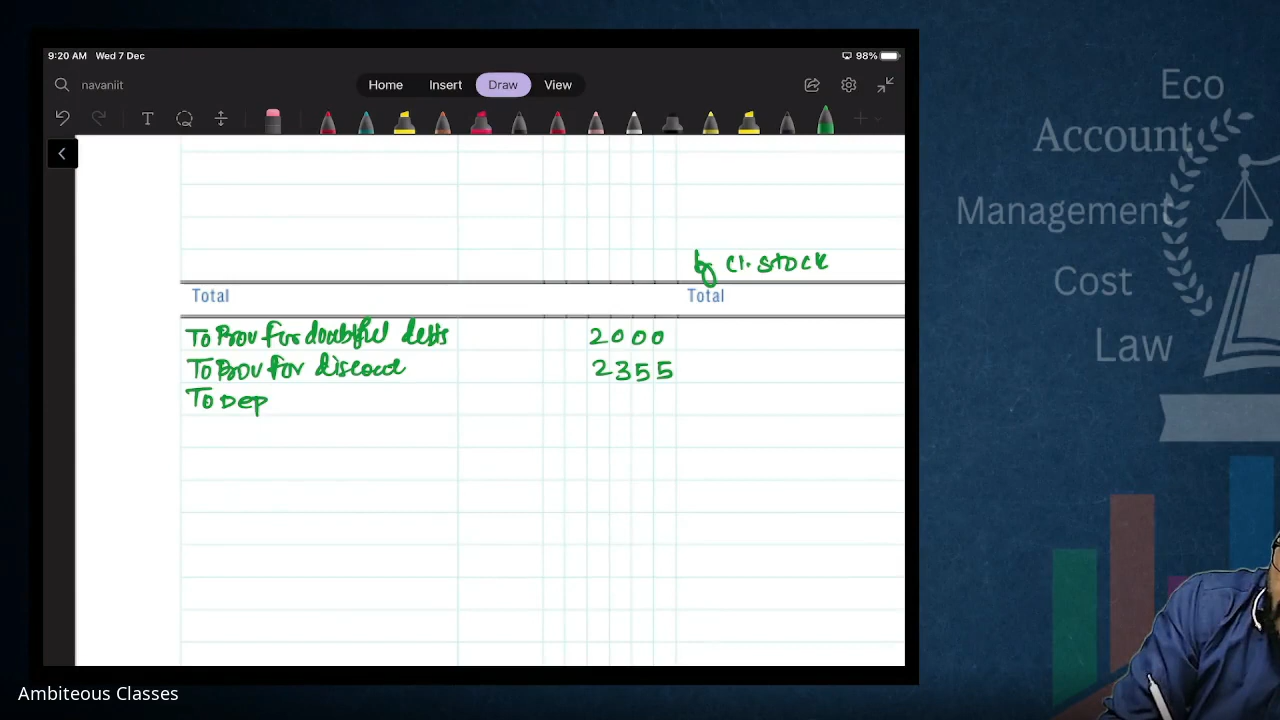 9:20 AM Wed 7 Dec
98%
navaniit
Home Insert Draw View
by cl. stock
Total Total
To Prov for doubtful debts 2000
To Prov for discout 2355
To Dep
Eco
Account
Management
Cost
Law
Ambiteous Classes